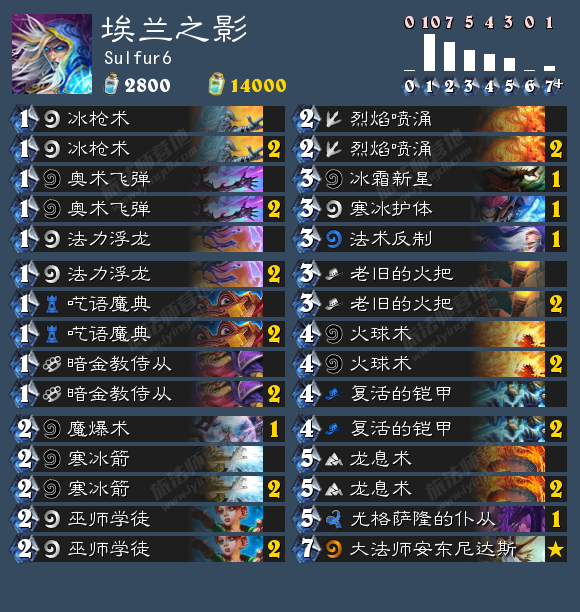 埃兰之影
Sulfur6
2800
14000
0 10 7 5 4 3 0 1
0 1 2 3 4 5 6 7+
1 冰枪术
1 冰枪术 2
1 奥术飞弹
1 奥术飞弹 2
1 法力浮龙
1 法力浮龙 2
1 呓语魔典
1 呓语魔典 2
1 暗金教侍从
1 暗金教侍从 2
2 魔爆术 1
2 寒冰箭
2 寒冰箭 2
2 巫师学徒
2 巫师学徒 2
2 烈焰喷涌
2 烈焰喷涌 2
3 冰霜新星 1
3 寒冰护体 1
3 法术反制 1
3 老旧的火把
3 老旧的火把 2
4 火球术
4 火球术 2
4 复活的铠甲
4 复活的铠甲 2
5 龙息术
5 龙息术 2
5 尤格萨隆的仆从 1
7 大法师安东尼达斯 ★